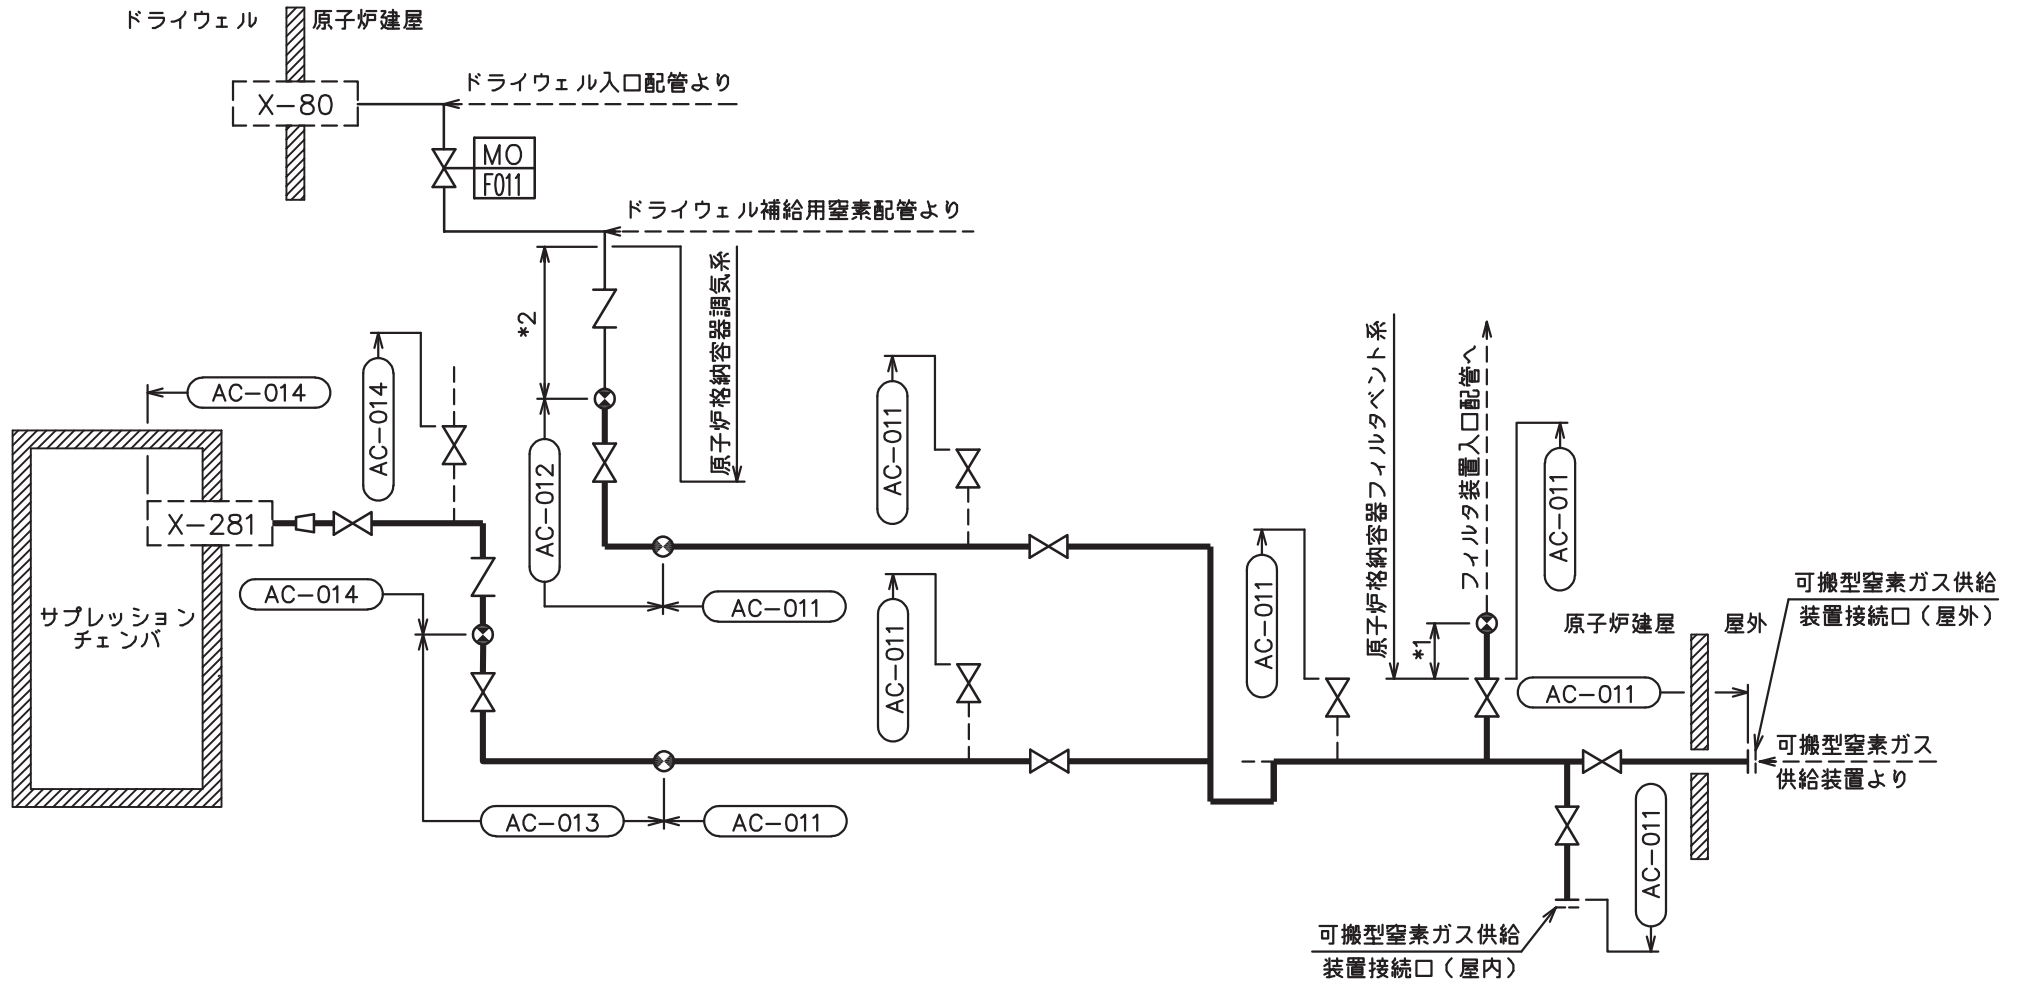 ドライウェル
原子炉建屋
X-80
ドライウェル入口配管より
MO
F011
ドライウェル補給用窒素配管より
*2
原子炉格納容器調気系
AC-014
AC-014
AC-012
AC-011
原子炉格納容器フィルタベント系
フィルタ装置入口配管へ
AC-011
X-281
AC-014
AC-011
AC-011
AC-011
サプレッション
チェンバ
*1
原子炉建屋
屋外
可搬型窒素ガス供給
装置接続口(屋外)
AC-011
可搬型窒素ガス
供給装置より
AC-013
AC-011
AC-011
可搬型窒素ガス供給
装置接続口(屋内)